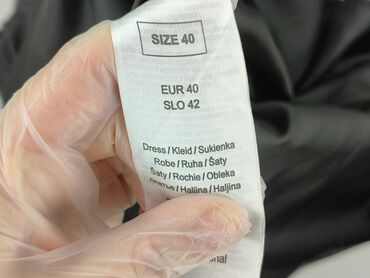 SIZE 40
EUR 40
SLO 42
Dress / Kleid / Sukienka
Robe / Ruha / Šaty
Šaty / Rochie / Obleka
/ Haljina / Haljina